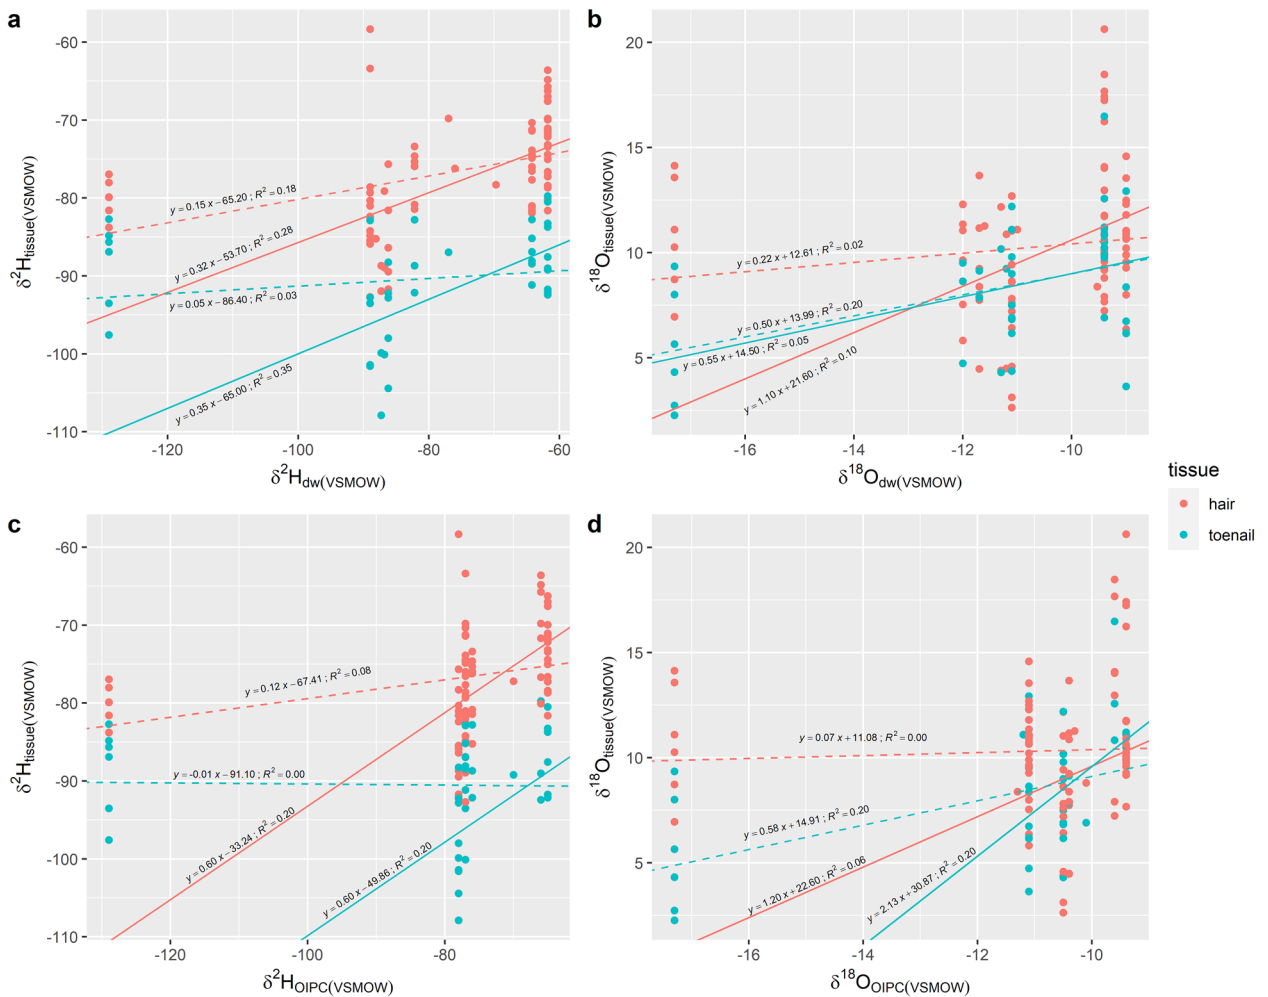 a
-60
-70
-80
-90
-100
-110
-120
-100
-80
-60
δ²H_tissue(VSMOW)
y = 0.15 x − 65.20 ; R² = 0.18
y = 0.32 x − 53.70 ; R² = 0.28
y = 0.05 x − 86.40 ; R² = 0.03
y = 0.35 x − 65.00 ; R² = 0.35
δ²H_dw(VSMOW)
b
20
15
10
5
-16
-14
-12
-10
δ¹⁸O_tissue(VSMOW)
y = 0.22 x + 12.61 ; R² = 0.02
y = 0.50 x + 13.99 ; R² = 0.20
y = 0.55 x + 14.50 ; R² = 0.05
y = 1.10 x + 21.60 ; R² = 0.10
δ¹⁸O_dw(VSMOW)
tissue
hair
toenail
c
-60
-70
-80
-90
-100
-110
-120
-100
-80
δ²H_tissue(VSMOW)
y = 0.12 x − 67.41 ; R² = 0.08
y = -0.01 x − 91.10 ; R² = 0.00
y = 0.60 x − 33.24 ; R² = 0.20
y = 0.60 x − 49.86 ; R² = 0.20
δ²H_OIPC(VSMOW)
d
20
15
10
5
-16
-14
-12
-10
δ¹⁸O_tissue(VSMOW)
y = 0.07 x + 11.08 ; R² = 0.00
y = 0.58 x + 14.91 ; R² = 0.20
y = 1.20 x + 22.60 ; R² = 0.06
y = 2.13 x + 30.87 ; R² = 0.20
δ¹⁸O_OIPC(VSMOW)